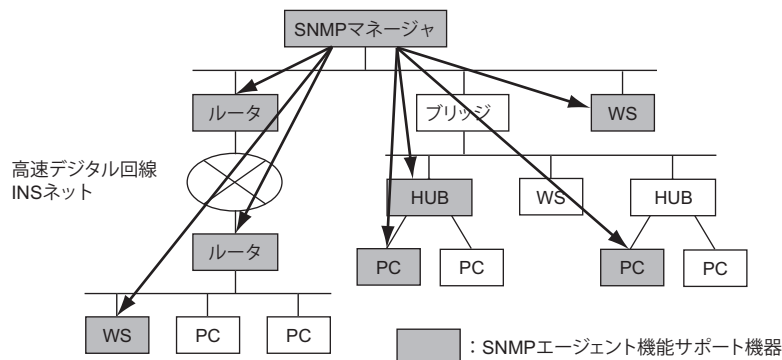 SNMPマネージャ
ルータ
ブリッジ
WS
高速デジタル回線
INSネット
HUB
WS
HUB
ルータ
PC
PC
PC
PC
WS
PC
PC
：SNMPエージェント機能サポート機器